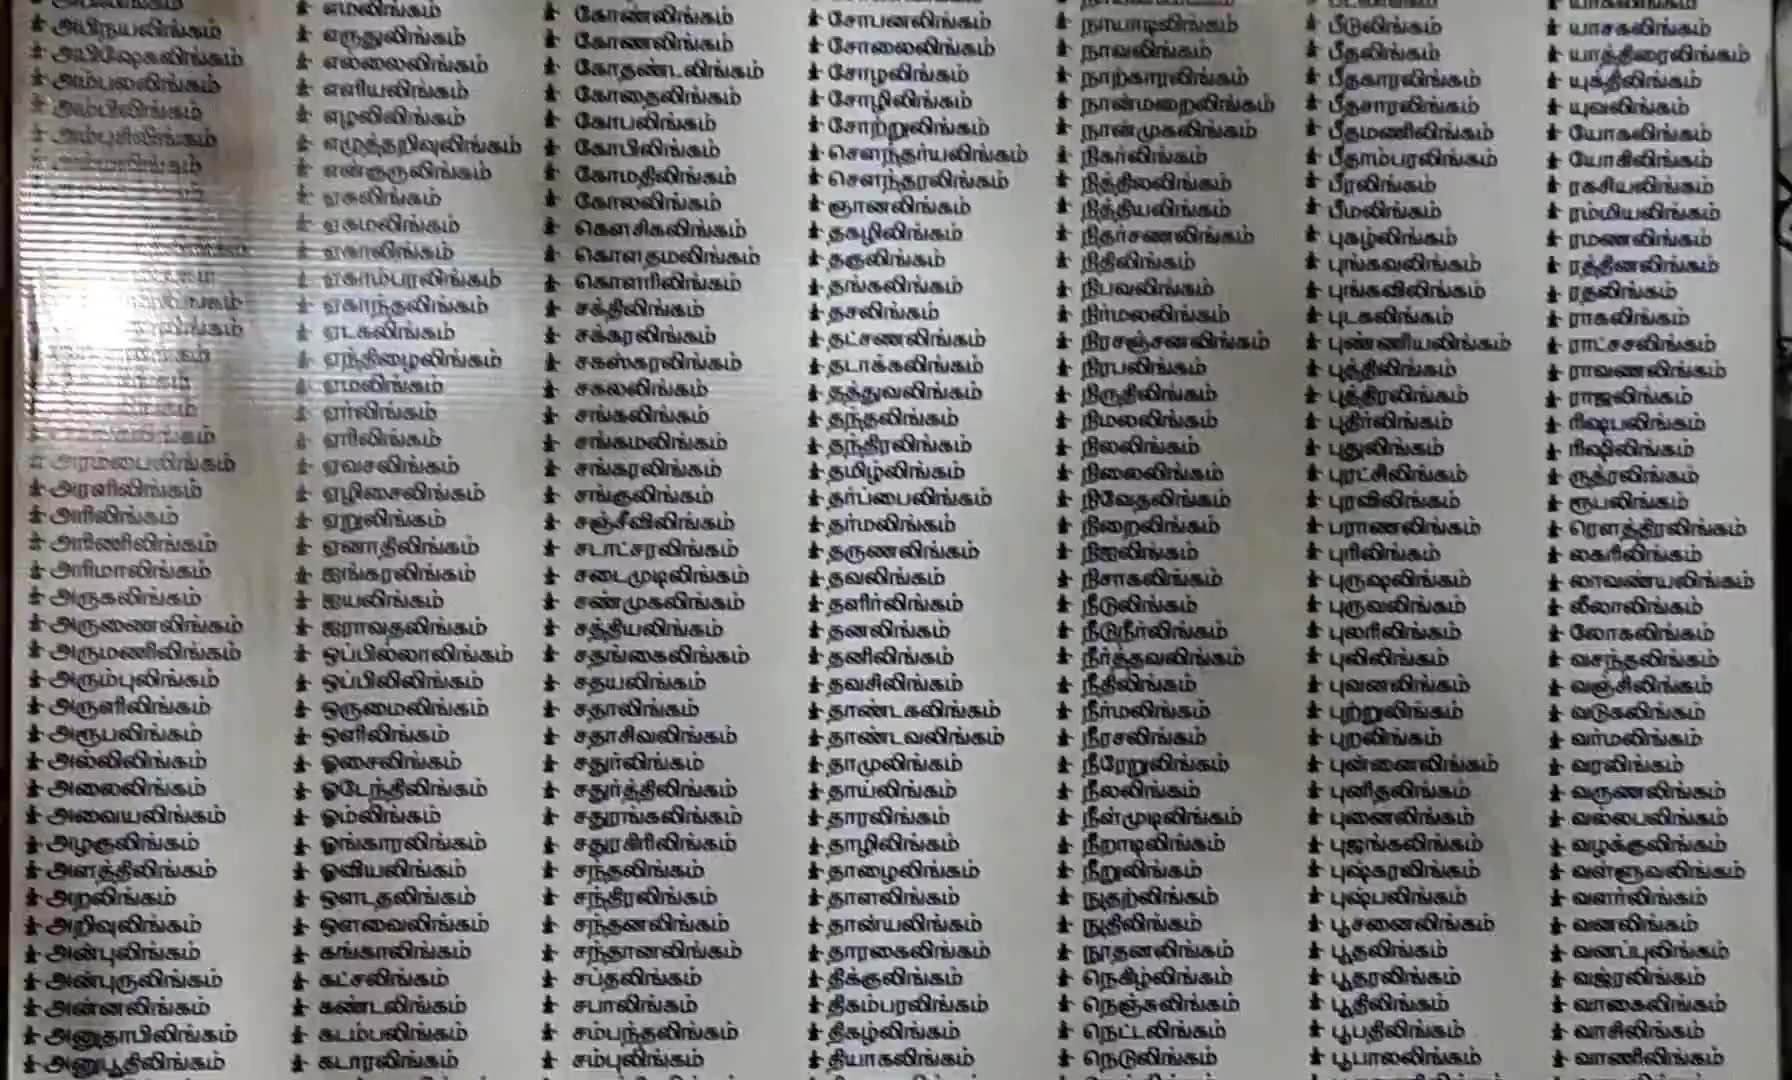 அபிநயலிங்கம்
அபிஷேகலிங்கம்
அம்பலலிங்கம்
அம்பிலிங்கம்
அம்புசிலிங்கம்
அரம்பைலிங்கம்
அரளிலிங்கம்
அரிலிங்கம்
அரிணிலிங்கம்
அரிமாலிங்கம்
அருகலிங்கம்
அருணைலிங்கம்
அருமணிலிங்கம்
அரும்புலிங்கம்
அருளிலிங்கம்
அரூபலிங்கம்
அல்லிலிங்கம்
அலைலிங்கம்
அவையலிங்கம்
அழகுலிங்கம்
அளத்திலிங்கம்
அறலிங்கம்
அறிவுலிங்கம்
அன்புலிங்கம்
அன்புருலிங்கம்
அன்னலிங்கம்
அனுதாபிலிங்கம்
அனுபூதிலிங்கம்
எமலிங்கம்
எருதுலிங்கம்
எல்லைலிங்கம்
எளியலிங்கம்
எழிலிங்கம்
எழுத்தறிவுலிங்கம்
எண்குருலிங்கம்
ஏகலிங்கம்
ஏகமலிங்கம்
ஏகாலிங்கம்
ஏகாம்பரலிங்கம்
ஏகாந்தலிங்கம்
ஏடகலிங்கம்
ஏந்திழைலிங்கம்
ஏமலிங்கம்
ஏர்லிங்கம்
ஏரிலிங்கம்
ஏவசலிங்கம்
ஏழிசைலிங்கம்
ஏறுலிங்கம்
ஏனாதிலிங்கம்
ஐங்கரலிங்கம்
ஐயலிங்கம்
ஐராவதலிங்கம்
ஒப்பில்லாலிங்கம்
ஒப்பிலிலிங்கம்
ஒருமைலிங்கம்
ஒளிலிங்கம்
ஓசைலிங்கம்
ஓடேந்திலிங்கம்
ஓம்லிங்கம்
ஓங்காரலிங்கம்
ஓவியலிங்கம்
ஔடதலிங்கம்
ஔவைலிங்கம்
கங்காலிங்கம்
கட்சலிங்கம்
கண்டலிங்கம்
கடம்பலிங்கம்
கடாரலிங்கம்
கோண்லிங்கம்
கோணலிங்கம்
கோதண்டலிங்கம்
கோதைலிங்கம்
கோபலிங்கம்
கோபிலிங்கம்
கோமதிலிங்கம்
கோலலிங்கம்
கௌசிகலிங்கம்
கௌதமலிங்கம்
கௌரிலிங்கம்
சக்திலிங்கம்
சக்கரலிங்கம்
சகஸ்கரலிங்கம்
சகலலிங்கம்
சங்கலிங்கம்
சங்கமலிங்கம்
சங்கரலிங்கம்
சங்குலிங்கம்
சஞ்சீவிலிங்கம்
சடாட்சரலிங்கம்
சடைமுடிலிங்கம்
சண்முகலிங்கம்
சத்தியலிங்கம்
சதங்கைலிங்கம்
சதயலிங்கம்
சதாலிங்கம்
சதாசிவலிங்கம்
சதுர்லிங்கம்
சதுர்த்திலிங்கம்
சதுரங்கலிங்கம்
சதுரகிரிலிங்கம்
சந்தலிங்கம்
சந்திரலிங்கம்
சந்தனலிங்கம்
சந்தானலிங்கம்
சப்தலிங்கம்
சபாலிங்கம்
சம்பந்தலிங்கம்
சம்புலிங்கம்
சோபனலிங்கம்
சோலைலிங்கம்
சோழலிங்கம்
சோழிலிங்கம்
சோற்றுலிங்கம்
சௌந்தர்யலிங்கம்
சௌந்தரலிங்கம்
ஞானலிங்கம்
தகழிலிங்கம்
தகுலிங்கம்
தங்கலிங்கம்
தசலிங்கம்
தட்சணலிங்கம்
தடாக்கலிங்கம்
தத்துவலிங்கம்
தந்தலிங்கம்
தந்திரலிங்கம்
தமிழ்லிங்கம்
தர்ப்பைலிங்கம்
தர்மலிங்கம்
தருணலிங்கம்
தவலிங்கம்
தளிர்லிங்கம்
தனலிங்கம்
தனிலிங்கம்
தவசிலிங்கம்
தாண்டகலிங்கம்
தாண்டவலிங்கம்
தாமுலிங்கம்
தாய்லிங்கம்
தாரலிங்கம்
தாழிலிங்கம்
தாழைலிங்கம்
தாளலிங்கம்
தான்யலிங்கம்
தாரகைலிங்கம்
திக்குலிங்கம்
திகம்பரலிங்கம்
திகழ்லிங்கம்
தியாகலிங்கம்
நாயாடிலிங்கம்
நாவலிங்கம்
நாற்காரலிங்கம்
நான்மறைலிங்கம்
நான்முகலிங்கம்
நிகர்லிங்கம்
நித்திலலிங்கம்
நித்தியலிங்கம்
நிதர்சணலிங்கம்
நிதிலிங்கம்
நிபவலிங்கம்
நிர்மலலிங்கம்
நிரஞ்சனலிங்கம்
நிரபலிங்கம்
நிருதிலிங்கம்
நிமலலிங்கம்
நிலலிங்கம்
நிலைலிங்கம்
நிவேதலிங்கம்
நிறைலிங்கம்
நிஜலிங்கம்
நிசாகலிங்கம்
நீடுலிங்கம்
நீடுநீர்லிங்கம்
நீர்த்தவலிங்கம்
நீதிலிங்கம்
நீர்மலிங்கம்
நீரசலிங்கம்
நீரேறுலிங்கம்
நீலலிங்கம்
நீள்முடிலிங்கம்
நீறாடிலிங்கம்
நீறுலிங்கம்
நுதற்லிங்கம்
நுதிலிங்கம்
நூதனலிங்கம்
நெகிழ்லிங்கம்
நெஞ்சுலிங்கம்
நெட்டலிங்கம்
நெடுலிங்கம்
பீடுலிங்கம்
பீதலிங்கம்
பீதகாரலிங்கம்
பீதசாரலிங்கம்
பீதமணிலிங்கம்
பீதாம்பரலிங்கம்
பீரலிங்கம்
பீமலிங்கம்
புகழ்லிங்கம்
புங்கவலிங்கம்
புங்கவிலிங்கம்
புடகலிங்கம்
புண்ணியலிங்கம்
புத்திலிங்கம்
புத்திரலிங்கம்
புதிர்லிங்கம்
புதுலிங்கம்
புரட்சிலிங்கம்
புரவிலிங்கம்
பராணலிங்கம்
புரிலிங்கம்
புருஷலிங்கம்
புருவலிங்கம்
புலரிலிங்கம்
புலிலிங்கம்
புவனலிங்கம்
புற்றுலிங்கம்
புறலிங்கம்
புன்னைலிங்கம்
புனிதலிங்கம்
புனைலிங்கம்
புஜங்கலிங்கம்
புஷ்கரலிங்கம்
புஷ்பலிங்கம்
பூசனைலிங்கம்
பூதலிங்கம்
பூதரலிங்கம்
பூதிலிங்கம்
பூபதிலிங்கம்
பூபாலலிங்கம்
யாசகலிங்கம்
யாத்திரைலிங்கம்
யுக்திலிங்கம்
யுவலிங்கம்
யோகலிங்கம்
யோசிலிங்கம்
ரகசியலிங்கம்
ரம்மியலிங்கம்
ரமணலிங்கம்
ரத்தினலிங்கம்
ரதலிங்கம்
ராகலிங்கம்
ராட்சசலிங்கம்
ராவணலிங்கம்
ராஜலிங்கம்
ரிஷபலிங்கம்
ரிஷிலிங்கம்
ருத்ரலிங்கம்
ரூபலிங்கம்
ரௌத்திரலிங்கம்
லகரிலிங்கம்
லாவண்யலிங்கம்
லீலாலிங்கம்
லோகலிங்கம்
வசந்தலிங்கம்
வஞ்சிலிங்கம்
வடுகலிங்கம்
வர்மலிங்கம்
வரலிங்கம்
வருணலிங்கம்
வல்லபலிங்கம்
வழக்குலிங்கம்
வள்ளுவலிங்கம்
வளர்லிங்கம்
வனலிங்கம்
வனப்புலிங்கம்
வஜ்ரலிங்கம்
வாகைலிங்கம்
வாசிலிங்கம்
வாணிலிங்கம்